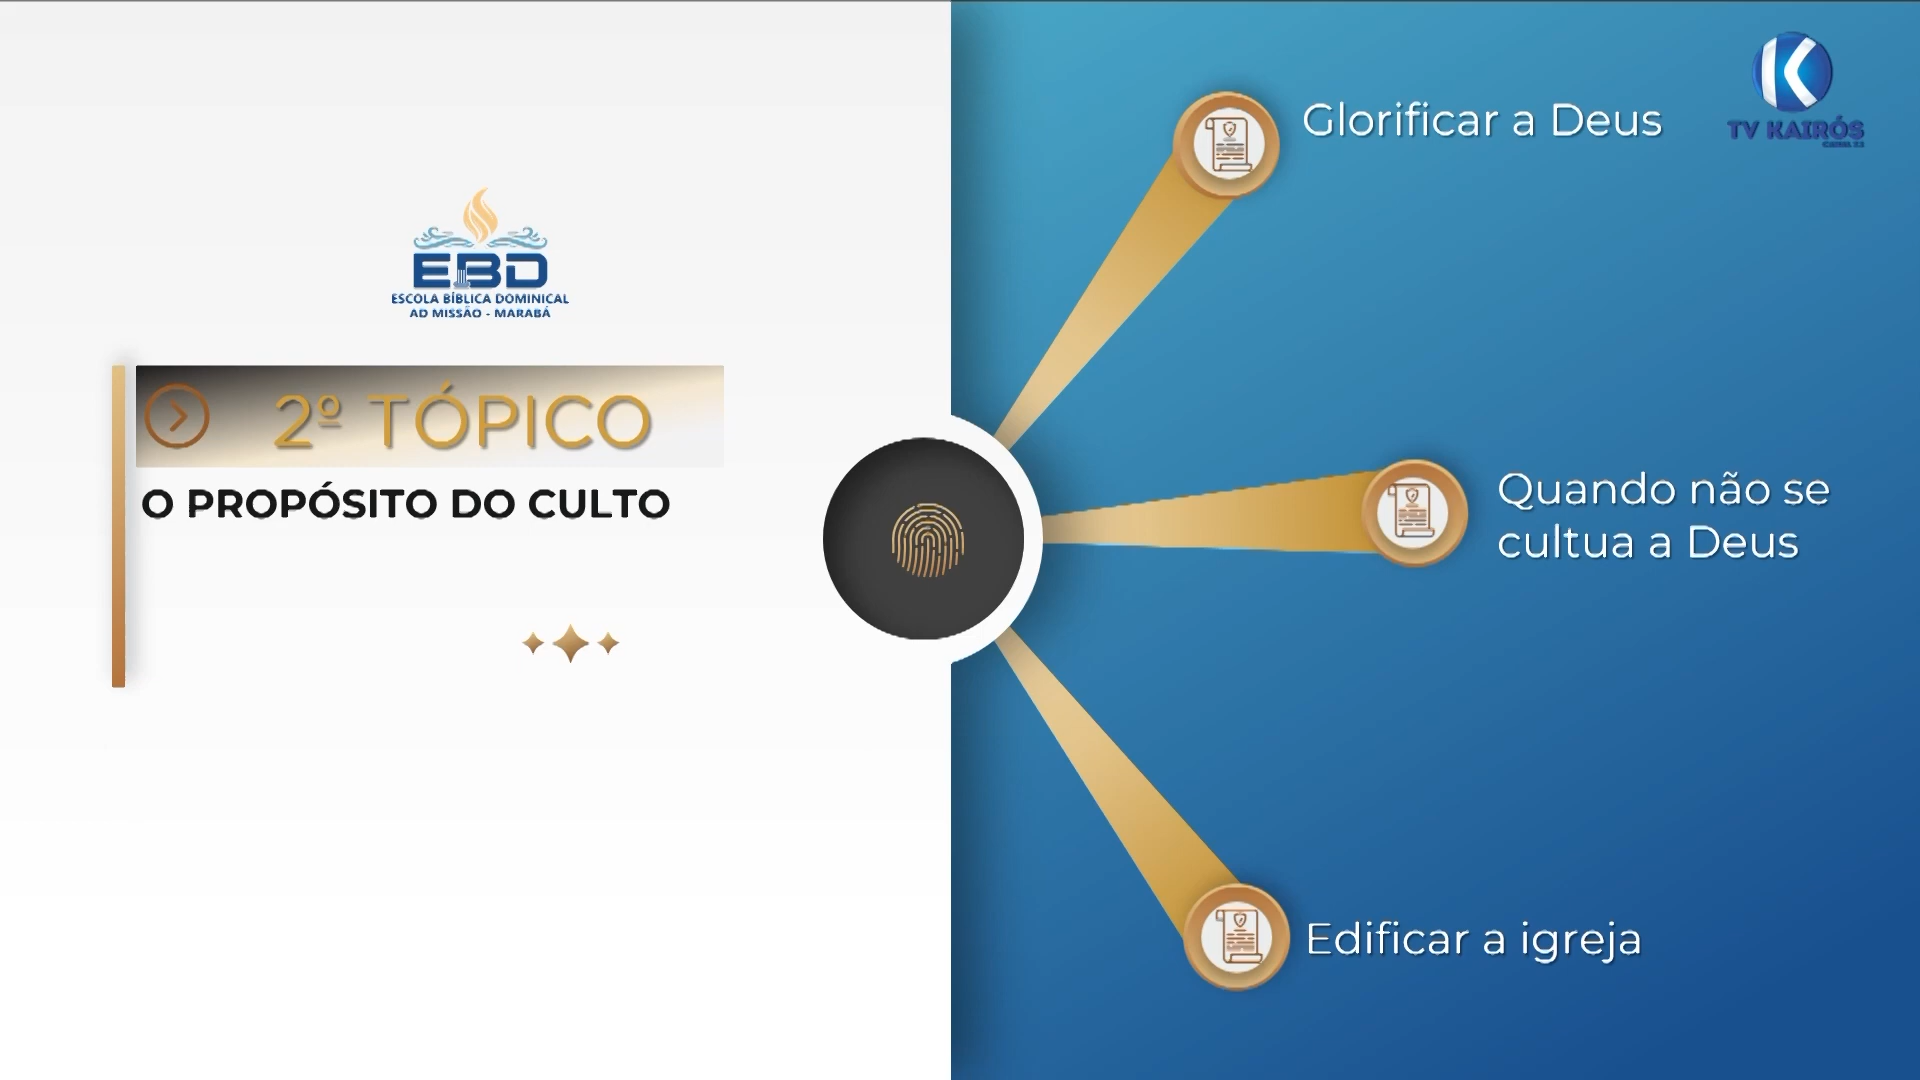 EBD
ESCOLA BÍBLICA DOMINICAL
AD MISSÃO - MARABÁ
2º TÓPICO
O PROPÓSITO DO CULTO
Glorificar a Deus
Quando não se
cultua a Deus
Edificar a igreja
K
TV KAIRÓS